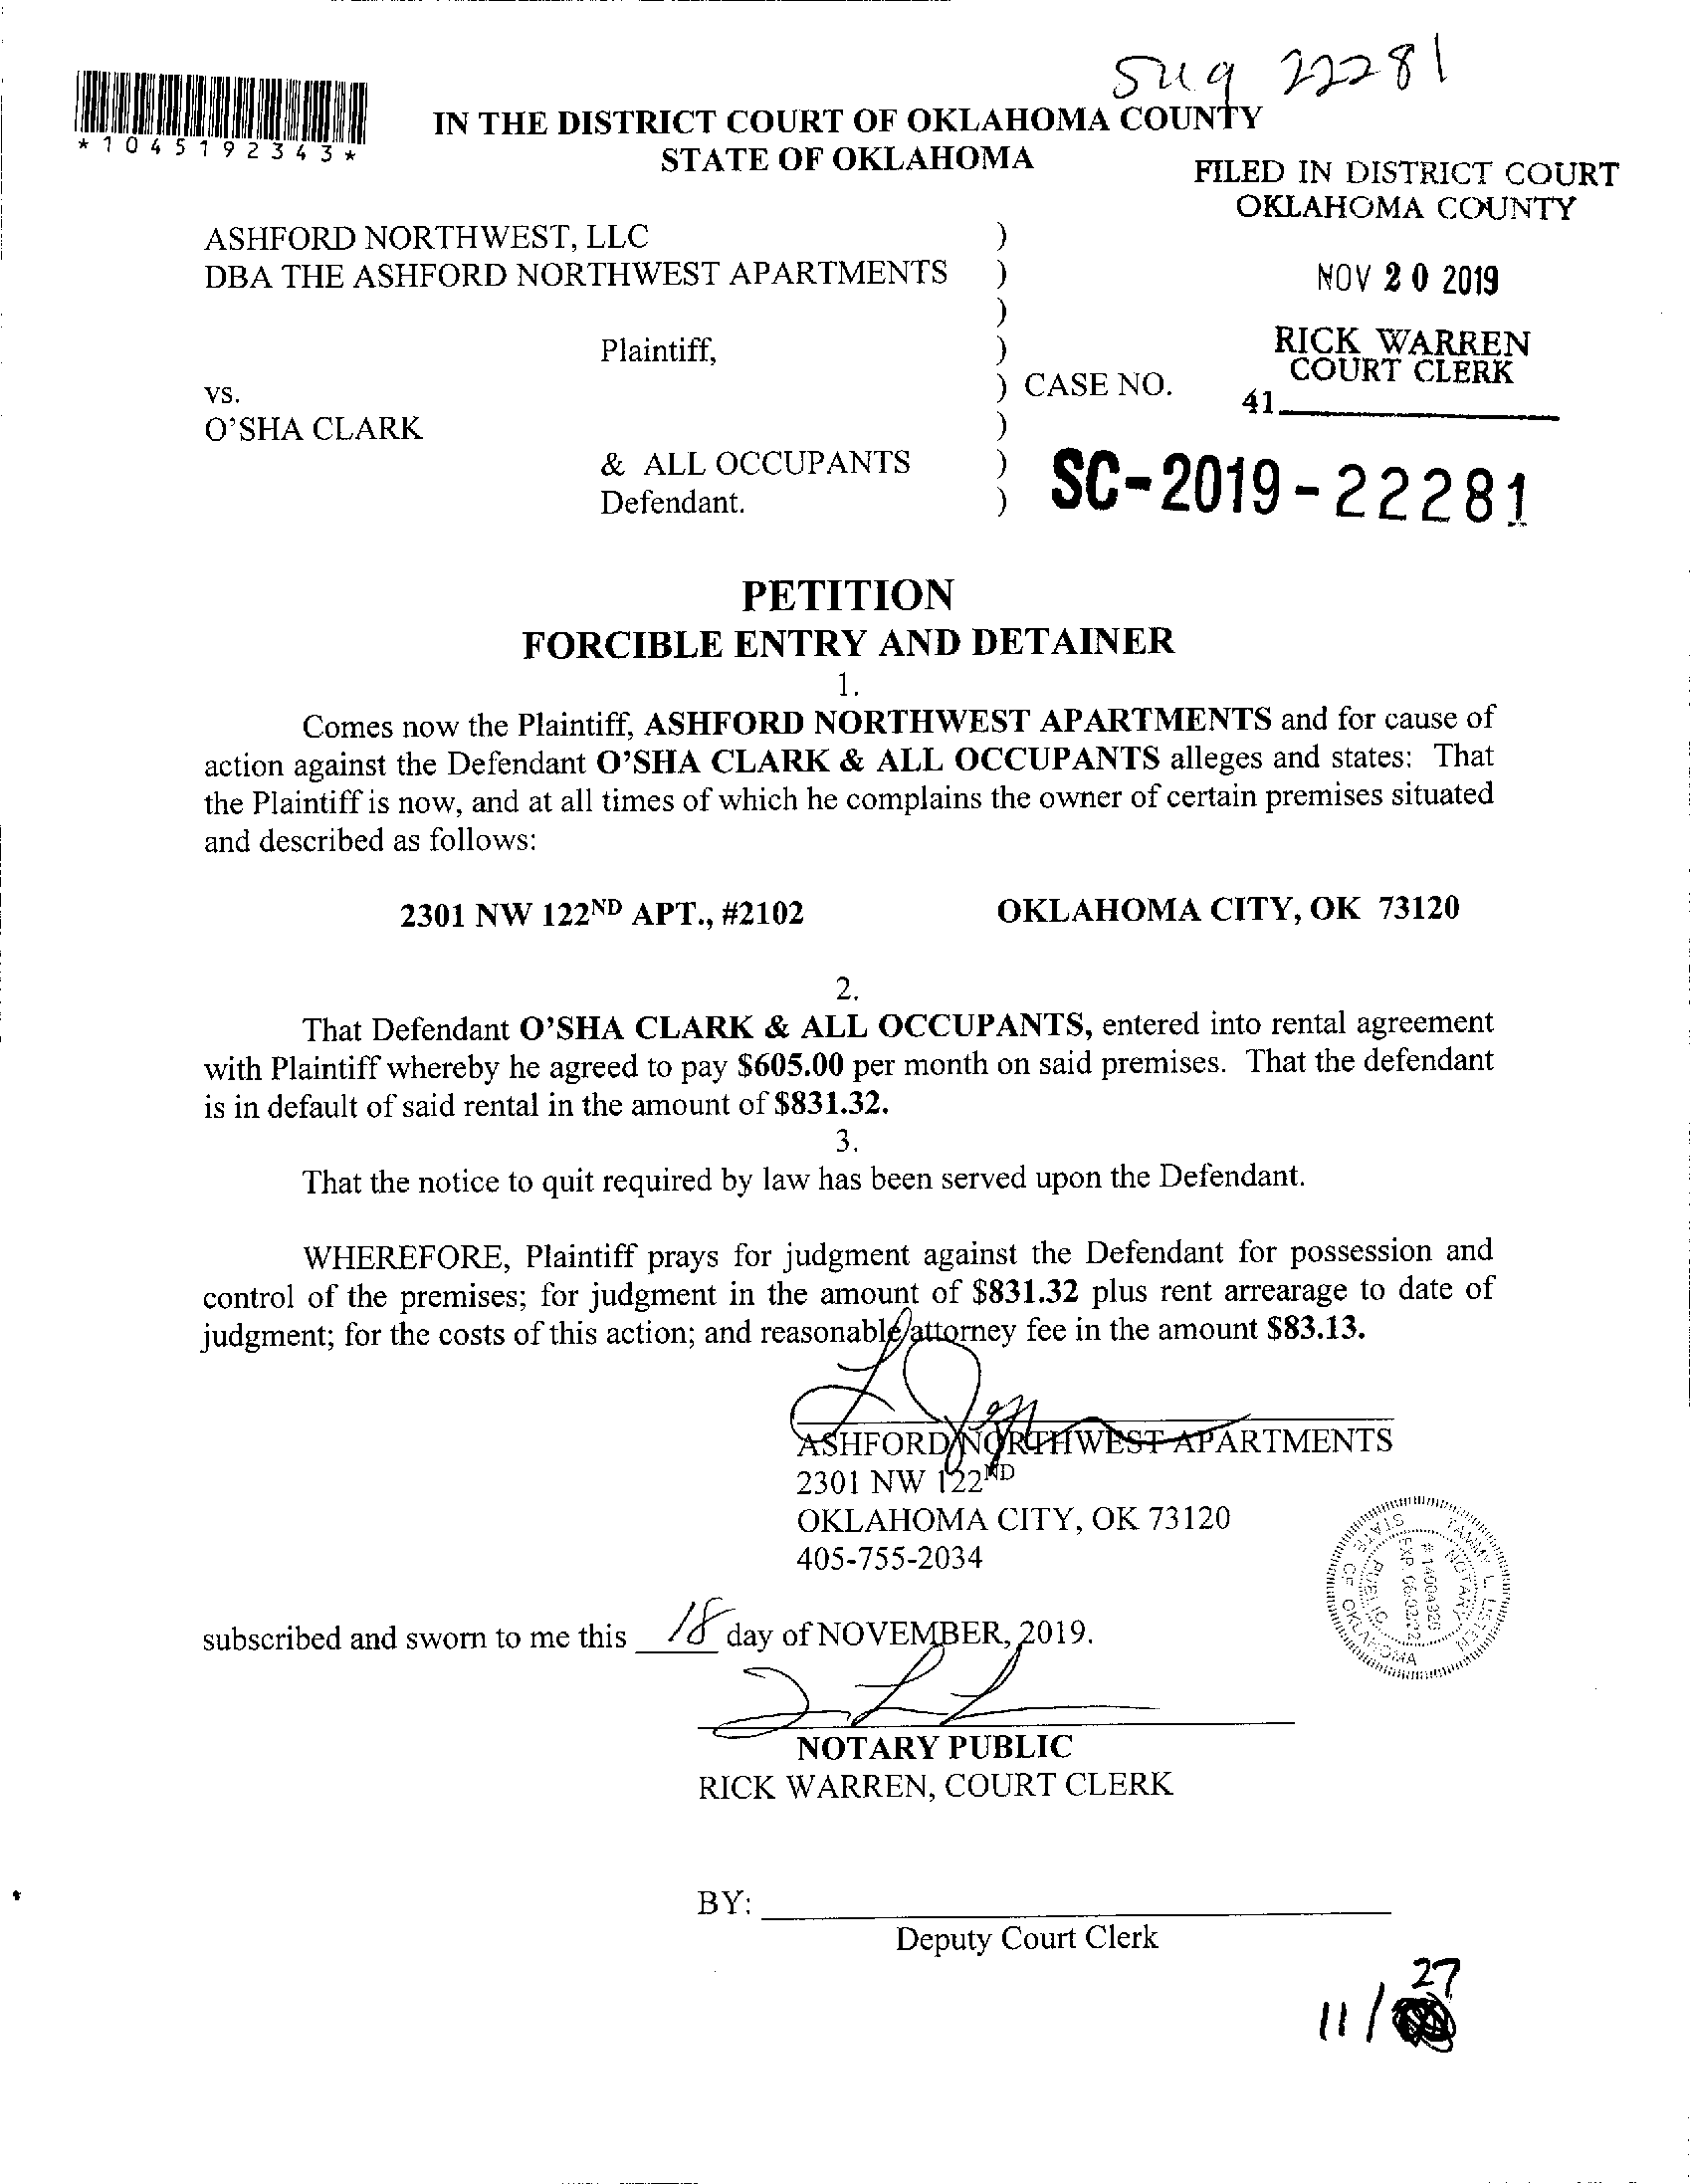 Sug 22281
*1045192343*
IN THE DISTRICT COURT OF OKLAHOMA COUNTY
STATE OF OKLAHOMA
FILED IN DISTRICT COURT
OKLAHOMA COUNTY
ASHFORD NORTHWEST, LLC )
DBA THE ASHFORD NORTHWEST APARTMENTS )
NOV 20 2019
)
Plaintiff, )
RICK WARREN
COURT CLERK
vs. ) CASE NO.
41
O'SHA CLARK )
& ALL OCCUPANTS )
Defendant. )
SC-2019-22281
PETITION
FORCIBLE ENTRY AND DETAINER
1.
Comes now the Plaintiff, ASHFORD NORTHWEST APARTMENTS and for cause of
action against the Defendant O'SHA CLARK & ALL OCCUPANTS alleges and states: That
the Plaintiff is now, and at all times of which he complains the owner of certain premises situated
and described as follows:
2301 NW 122ND APT., #2102 OKLAHOMA CITY, OK 73120
2.
That Defendant O'SHA CLARK & ALL OCCUPANTS, entered into rental agreement
with Plaintiff whereby he agreed to pay $605.00 per month on said premises. That the defendant
is in default of said rental in the amount of $831.32.
3.
That the notice to quit required by law has been served upon the Defendant.
WHEREFORE, Plaintiff prays for judgment against the Defendant for possession and
control of the premises; for judgment in the amount of $831.32 plus rent arrearage to date of
judgment; for the costs of this action; and reasonable attorney fee in the amount $83.13.
ASHFORD NORTHWEST APARTMENTS
2301 NW 122ND
OKLAHOMA CITY, OK 73120
405-755-2034
TAMMY L. LISTEN
NOTARY PUBLIC
# 14004926
EXP. 06/02/22
STATE OF OKLAHOMA
subscribed and sworn to me this 18 day of NOVEMBER, 2019.
NOTARY PUBLIC
RICK WARREN, COURT CLERK
BY:
Deputy Court Clerk
27
11/